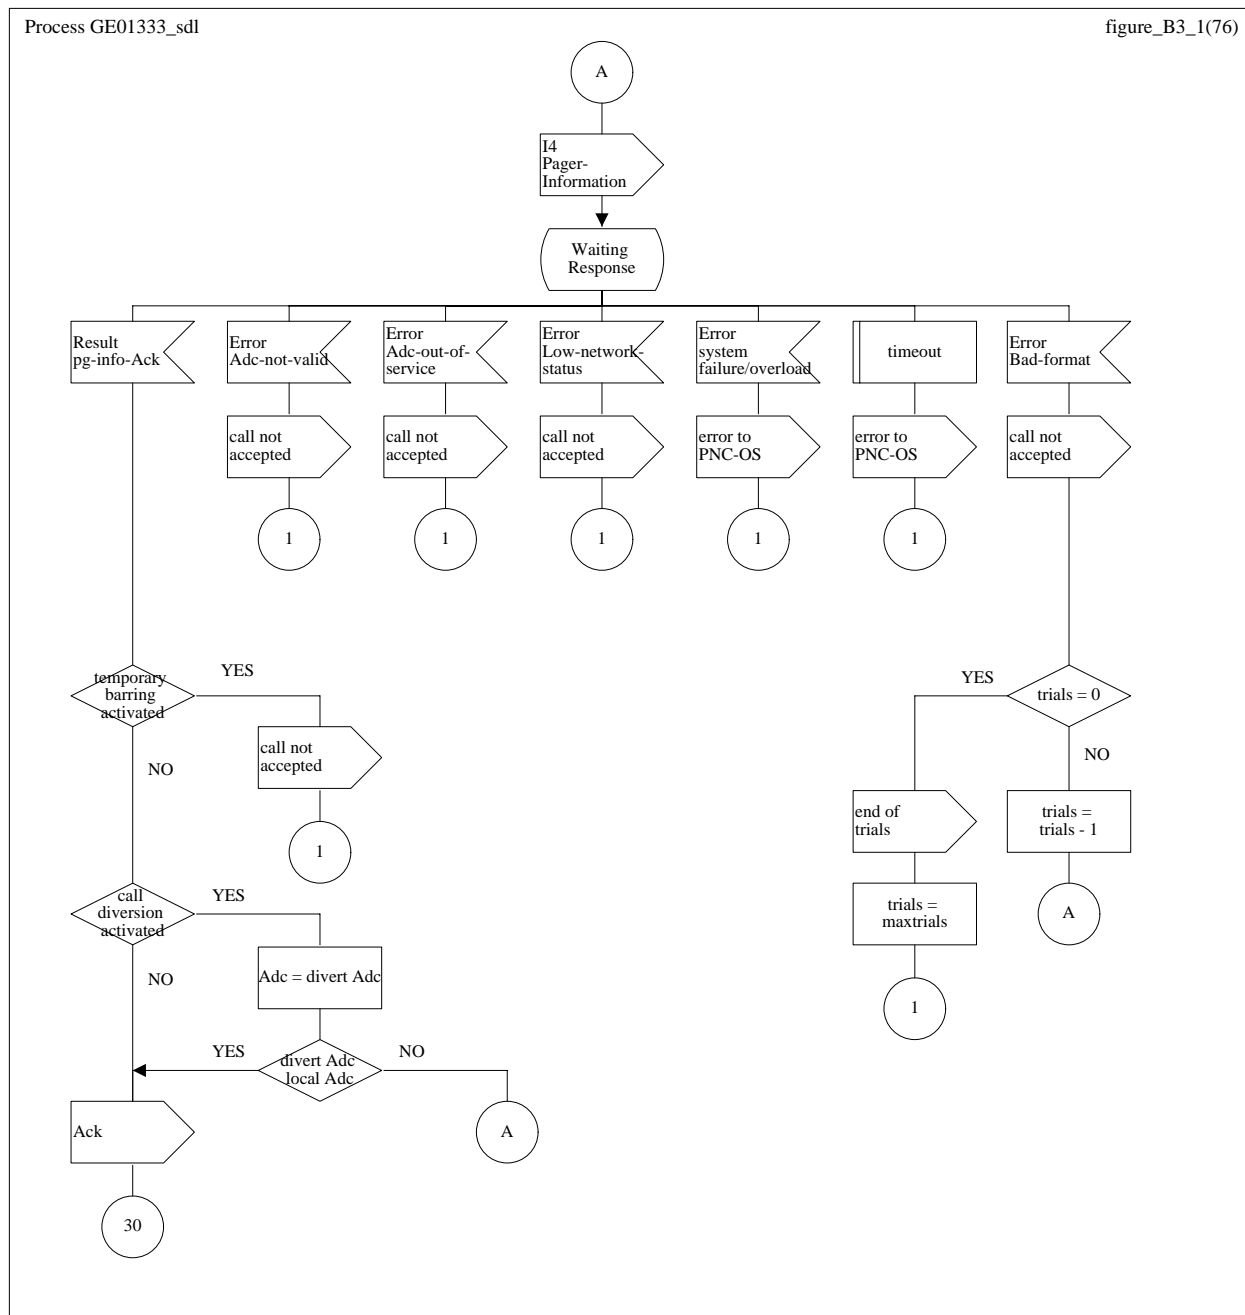 Process GE01333_sdl
figure_B3_1(76)
A
I4
Pager-
Information
Waiting
Response
Result
pg-info-Ack
Error
Adc-not-valid
Error
Adc-out-of-
service
Error
Low-network-
status
Error
system
failure/overload
timeout
Error
Bad-format
call not
accepted
call not
accepted
call not
accepted
error to
PNC-OS
error to
PNC-OS
call not
accepted
1
1
1
1
1
temporary
barring
activated
YES
NO
call not
accepted
1
YES
trials = 0
NO
end of
trials
trials =
trials - 1
trials =
maxtrials
A
1
call
diversion
activated
YES
NO
Adc = divert Adc
YES
divert Adc
local Adc
NO
Ack
A
30